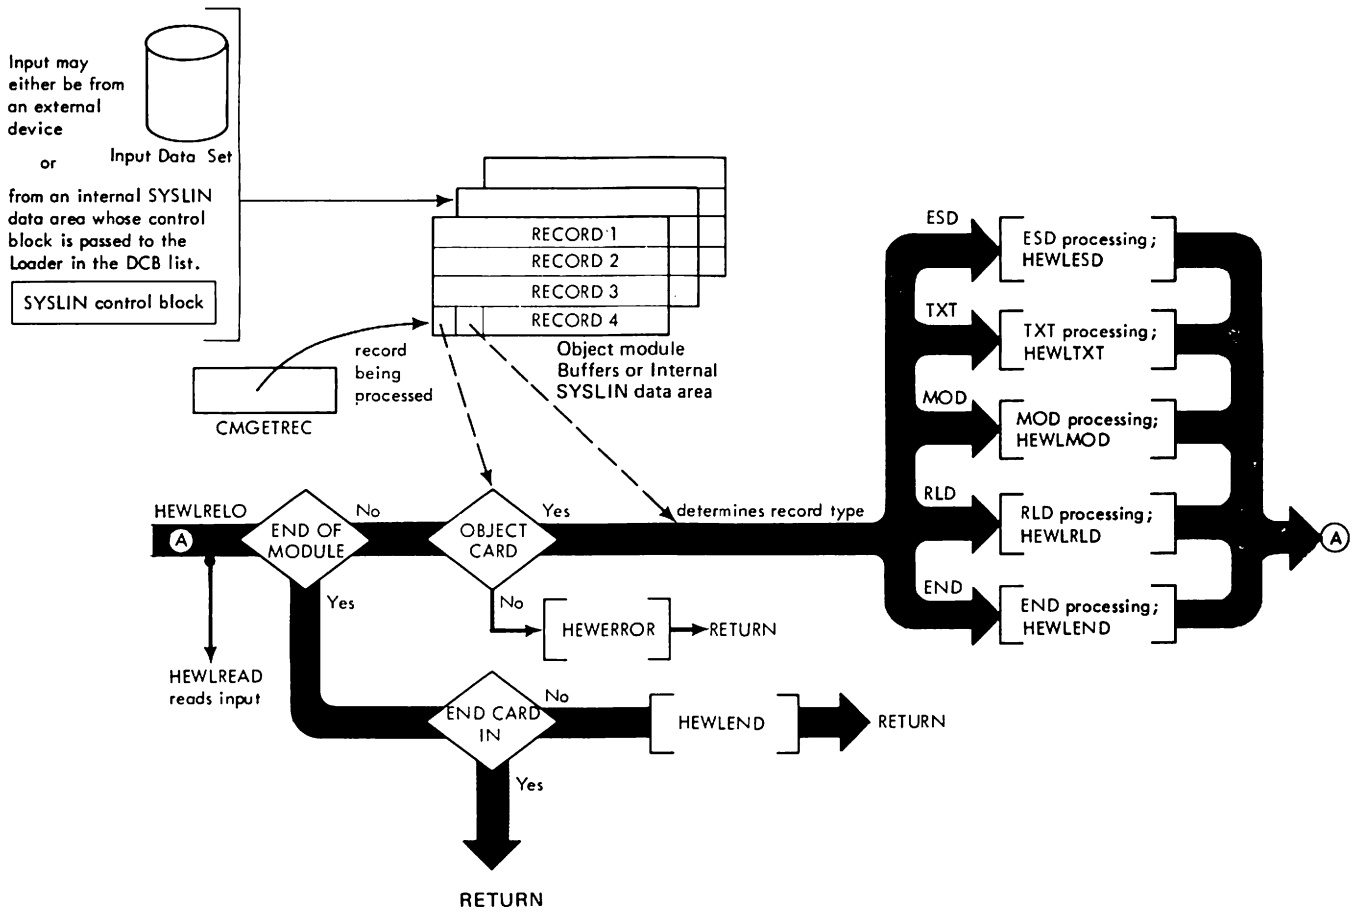 Input may
either be from
an external
device
or
Input Data Set
from an internal SYSLIN
data area whose control
block is passed to the
Loader in the DCB list.
SYSLIN control block
RECORD 1
RECORD 2
RECORD 3
RECORD 4
Object module
Buffers or Internal
SYSLIN data area
record
being
processed
CMGETREC
HEWLRELO
A
END OF
MODULE
No
Yes
OBJECT
CARD
Yes
No
determines record type
HEWERROR
RETURN
HEWLREAD
reads input
END CARD
IN
No
Yes
HEWLEND
RETURN
RETURN
ESD
ESD processing;
HEWLESD
TXT
TXT processing;
HEWLTXT
MOD
MOD processing;
HEWLMOD
RLD
RLD processing;
HEWLRLD
END
END processing;
HEWLEND
A